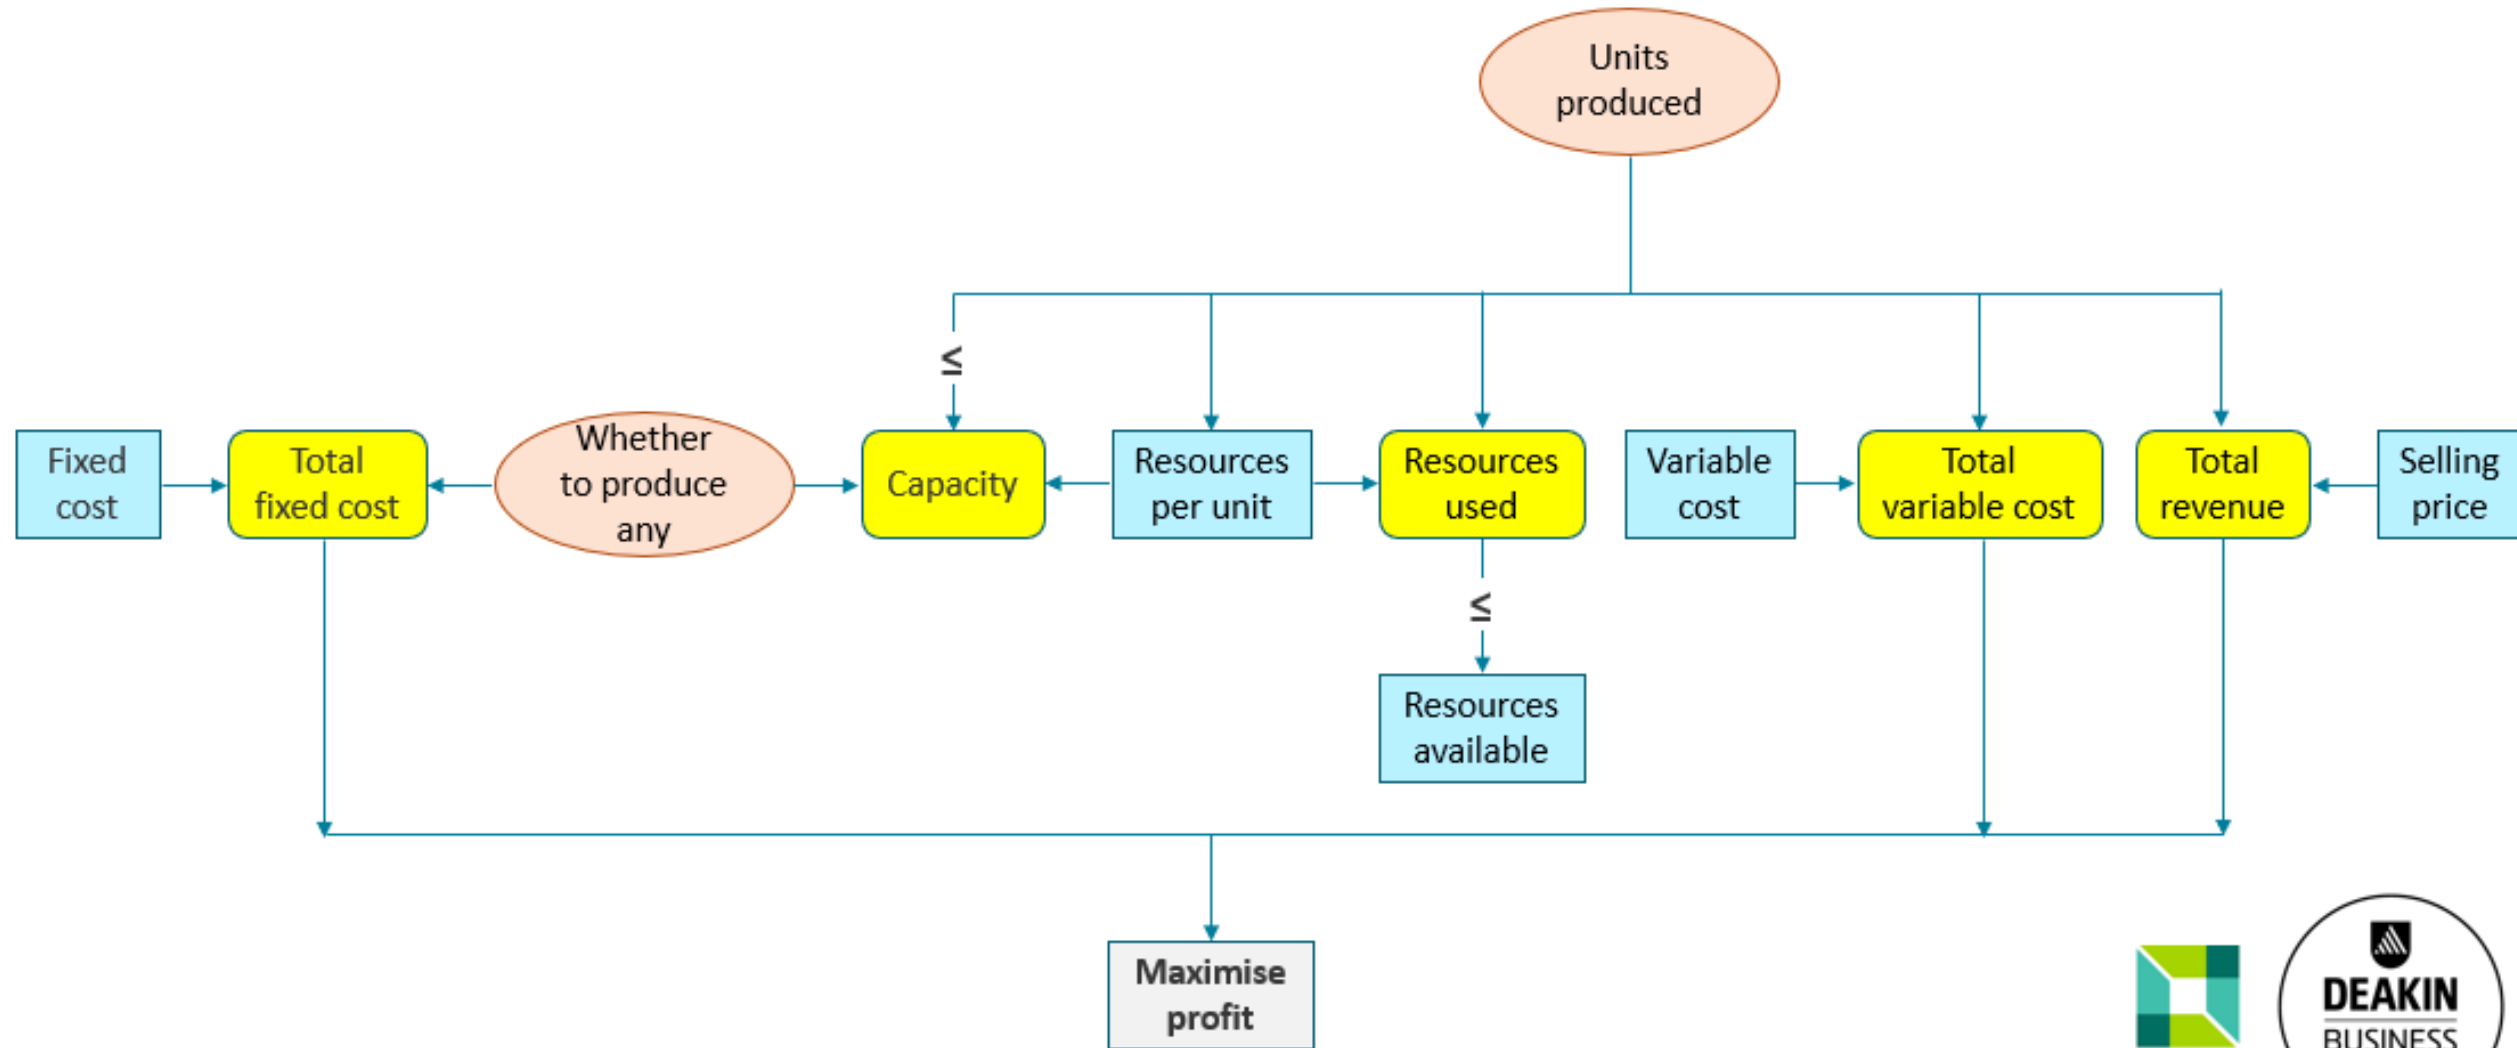 Units
produced
≤
Fixed
cost
Total
fixed cost
Whether
to produce
any
Capacity
Resources
per unit
Resources
used
Variable
cost
Total
variable cost
Total
revenue
Selling
price
≤
Resources
available
Maximise
profit
DEAKIN
BUSINESS